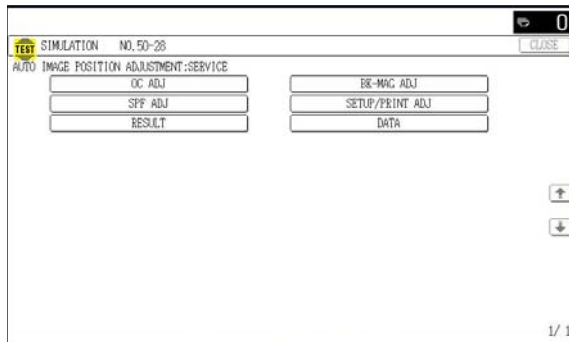 0
TEST SIMULATION NO.50-28 CLOSE
AUTO IMAGE POSITION ADJUSTMENT:SERVICE
OC ADJ BK-MAG ADJ
SPF ADJ SETUP/PRINT ADJ
RESULT DATA
1/ 1